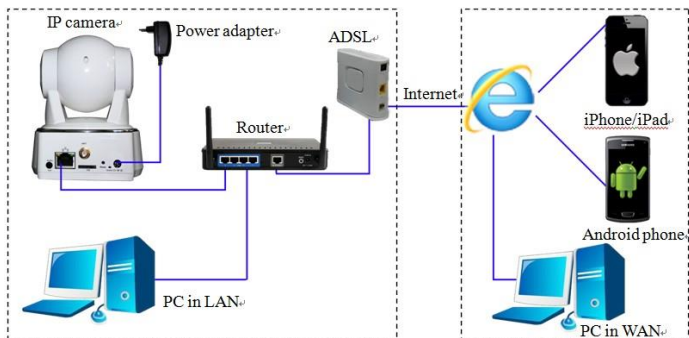 IP camera
Power adapter
ADSL
Router
Internet
iPhone/iPad
Android phone
PC in LAN
PC in WAN